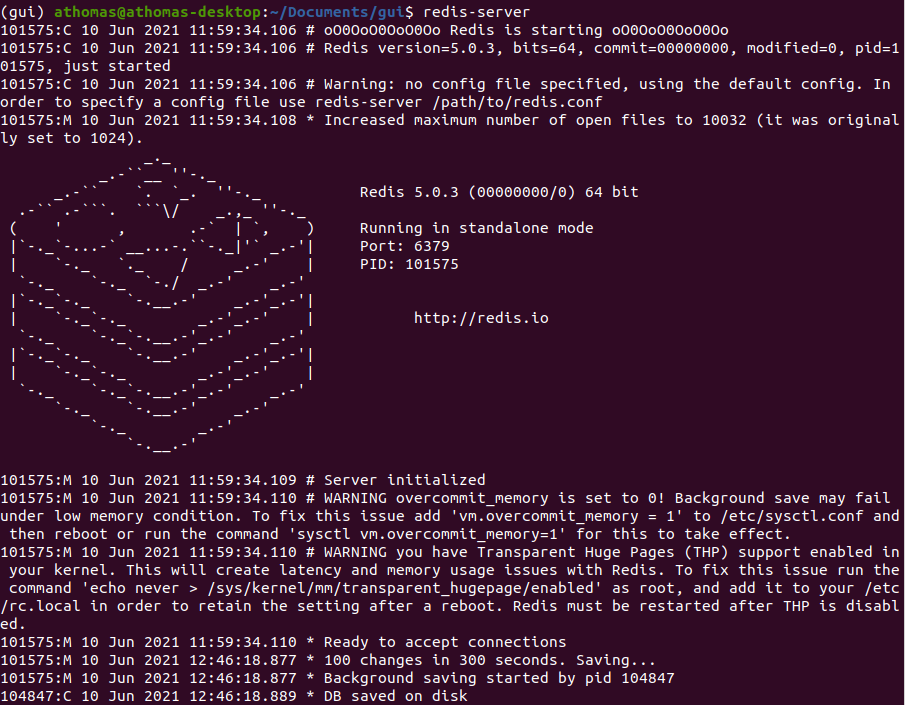 (gui) athomas@athomas-desktop:~/Documents/gui$ redis-server
101575:C 10 Jun 2021 11:59:34.106 # oO0OoO0OoO0Oo Redis is starting oO0OoO0OoO0Oo
101575:C 10 Jun 2021 11:59:34.106 # Redis version=5.0.3, bits=64, commit=00000000, modified=0, pid=1
01575, just started
101575:C 10 Jun 2021 11:59:34.106 # Warning: no config file specified, using the default config. In
order to specify a config file use redis-server /path/to/redis.conf
101575:M 10 Jun 2021 11:59:34.108 * Increased maximum number of open files to 10032 (it was original
ly set to 1024).
Redis 5.0.3 (00000000/0) 64 bit
Running in standalone mode
Port: 6379
PID: 101575
http://redis.io
101575:M 10 Jun 2021 11:59:34.109 # Server initialized
101575:M 10 Jun 2021 11:59:34.110 # WARNING overcommit_memory is set to 0! Background save may fail
under low memory condition. To fix this issue add 'vm.overcommit_memory = 1' to /etc/sysctl.conf and
then reboot or run the command 'sysctl vm.overcommit_memory=1' for this to take effect.
101575:M 10 Jun 2021 11:59:34.110 # WARNING you have Transparent Huge Pages (THP) support enabled in
your kernel. This will create latency and memory usage issues with Redis. To fix this issue run the
command 'echo never > /sys/kernel/mm/transparent_hugepage/enabled' as root, and add it to your /etc
/rc.local in order to retain the setting after a reboot. Redis must be restarted after THP is disabl
ed.
101575:M 10 Jun 2021 11:59:34.110 * Ready to accept connections
101575:M 10 Jun 2021 12:46:18.877 * 100 changes in 300 seconds. Saving...
101575:M 10 Jun 2021 12:46:18.877 * Background saving started by pid 104847
104847:C 10 Jun 2021 12:46:18.889 * DB saved on disk